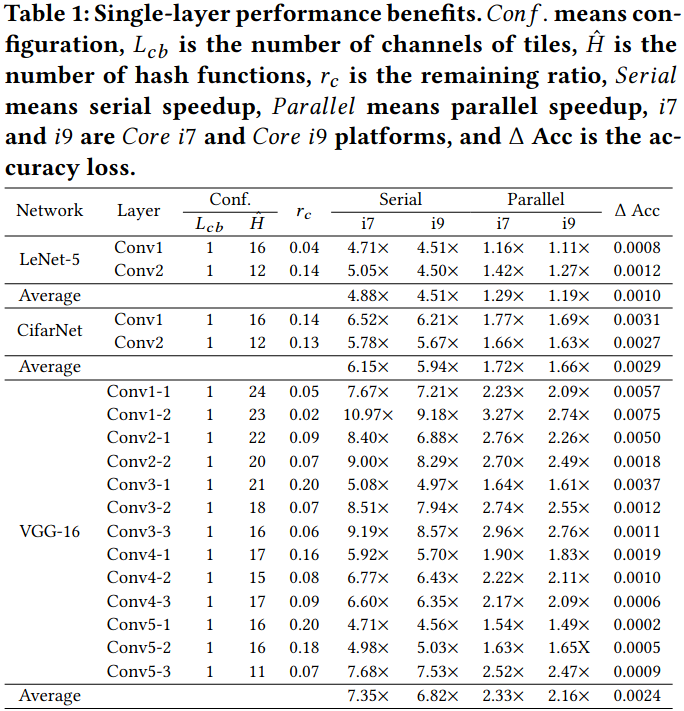 Table 1: Single-layer performance benefits. Conf. means con-
figuration, L_cb is the number of channels of tiles, Ĥ is the
number of hash functions, r_c is the remaining ratio, Serial
means serial speedup, Parallel means parallel speedup, i7
and i9 are Core i7 and Core i9 platforms, and Δ Acc is the ac-
curacy loss.
Network Layer Conf. r_c Serial Parallel Δ Acc
L_cb Ĥ i7 i9 i7 i9
LeNet-5
Conv1 1 16 0.04 4.71× 4.51× 1.16× 1.11× 0.0008
Conv2 1 12 0.14 5.05× 4.50× 1.42× 1.27× 0.0012
Average 4.88× 4.51× 1.29× 1.19× 0.0010
CifarNet
Conv1 1 16 0.14 6.52× 6.21× 1.77× 1.69× 0.0031
Conv2 1 12 0.13 5.78× 5.67× 1.66× 1.63× 0.0027
Average 6.15× 5.94× 1.72× 1.66× 0.0029
VGG-16
Conv1-1 1 24 0.05 7.67× 7.21× 2.23× 2.09× 0.0057
Conv1-2 1 23 0.02 10.97× 9.18× 3.27× 2.74× 0.0075
Conv2-1 1 22 0.09 8.40× 6.88× 2.76× 2.26× 0.0050
Conv2-2 1 20 0.07 9.00× 8.29× 2.70× 2.49× 0.0018
Conv3-1 1 21 0.20 5.08× 4.97× 1.64× 1.61× 0.0037
Conv3-2 1 18 0.07 8.51× 7.94× 2.74× 2.55× 0.0012
Conv3-3 1 16 0.06 9.19× 8.57× 2.96× 2.76× 0.0011
Conv4-1 1 17 0.16 5.92× 5.70× 1.90× 1.83× 0.0019
Conv4-2 1 15 0.08 6.77× 6.43× 2.22× 2.11× 0.0010
Conv4-3 1 17 0.09 6.60× 6.35× 2.17× 2.09× 0.0006
Conv5-1 1 16 0.20 4.71× 4.56× 1.54× 1.49× 0.0002
Conv5-2 1 16 0.18 4.98× 5.03× 1.63× 1.65X 0.0005
Conv5-3 1 11 0.07 7.68× 7.53× 2.52× 2.47× 0.0009
Average 7.35× 6.82× 2.33× 2.16× 0.0024